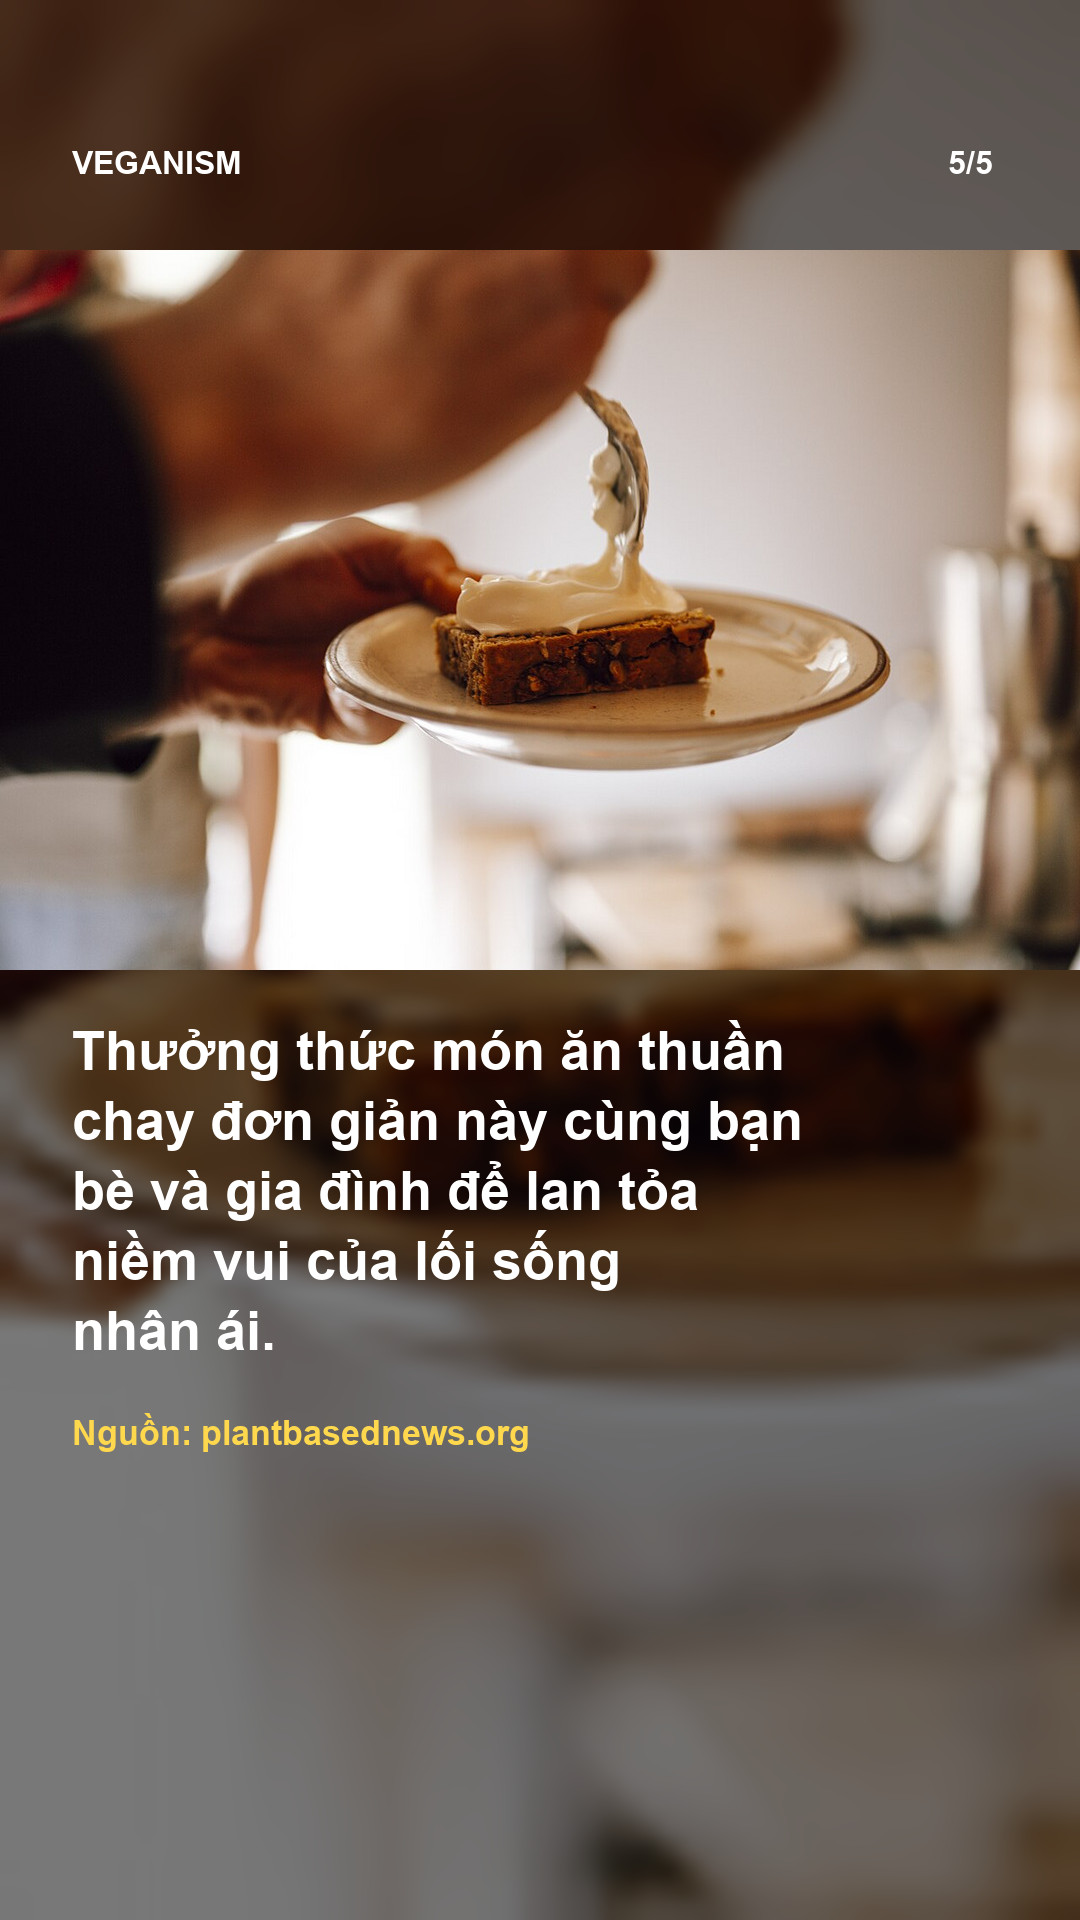 VEGANISM
5/5
Thưởng thức món ăn thuần
chay đơn giản này cùng bạn
bè và gia đình để lan tỏa
niềm vui của lối sống
nhân ái.
Nguồn: plantbasednews.org